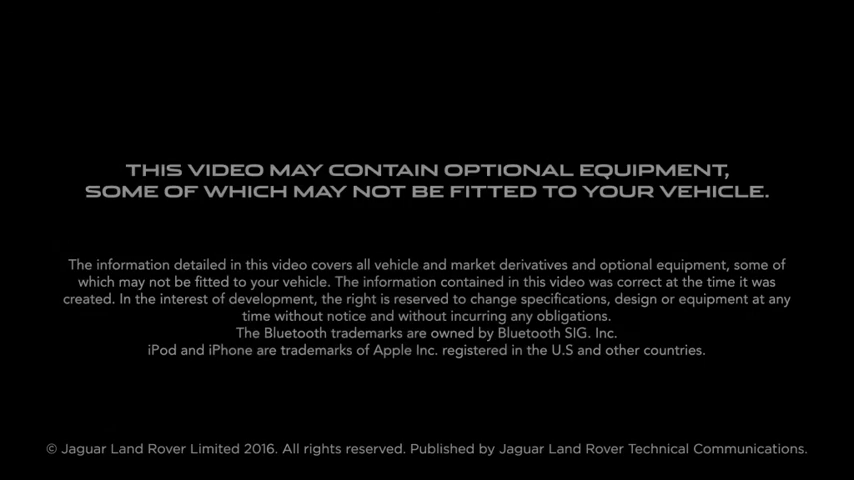 THIS VIDEO MAY CONTAIN OPTIONAL EQUIPMENT,
SOME OF WHICH MAY NOT BE FITTED TO YOUR VEHICLE.
The information detailed in this video covers all vehicle and market derivatives and optional equipment, some of
which may not be fitted to your vehicle. The information contained in this video was correct at the time it was
created. In the interest of development, the right is reserved to change specifications, design or equipment at any
time without notice and without incurring any obligations.
The Bluetooth trademarks are owned by Bluetooth SIG. Inc.
iPod and iPhone are trademarks of Apple Inc. registered in the U.S and other countries.
© Jaguar Land Rover Limited 2016. All rights reserved. Published by Jaguar Land Rover Technical Communications.